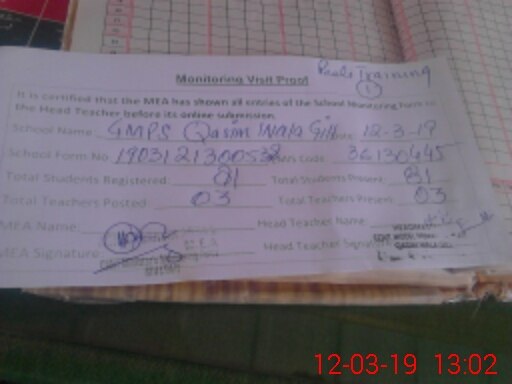 Monitoring Visit Proof
Training
1
It is certified that the MEA has shown all entries of the School Monitoring Form to
the Head Teacher before its online submission.
School Name GMPS Qasim Wala Date 12-3-19
School Form No. Emis Code: 36130445
Total Students Registered: 81 Total Students Present: 81
Total Teachers Posted: 03 Total Teachers Present: 03
MEA Name: Head Teacher Name:
MEA Signature Head Teacher Signature
12-03-19 13:02